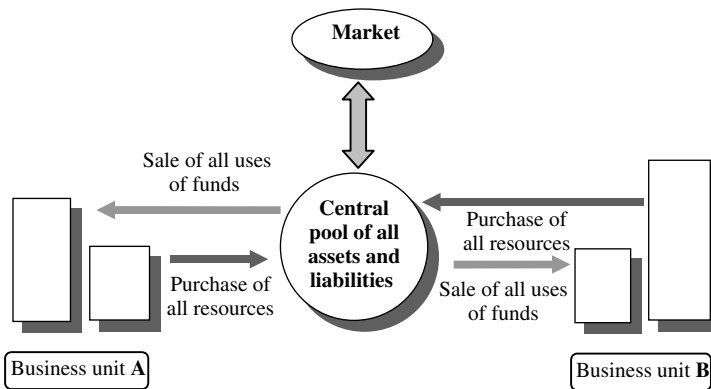 Market
Sale of all uses
of funds
Central
pool of all
assets and
liabilities
Purchase of
all resources
Purchase of
all resources
Sale of all uses
of funds
Business unit A
Business unit B